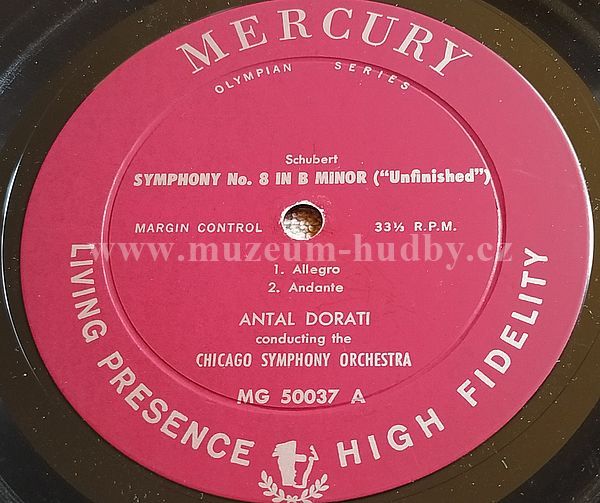 MERCURY
OLYMPIAN SERIES
Schubert
SYMPHONY No. 8 IN B MINOR ("Unfinished")
MARGIN CONTROL 33⅓ R.P.M.
www.muzeum-hudby.cz
1. Allegro
2. Andante
ANTAL DORATI
conducting the
CHICAGO SYMPHONY ORCHESTRA
MG 50037 A
LIVING PRESENCE HIGH FIDELITY